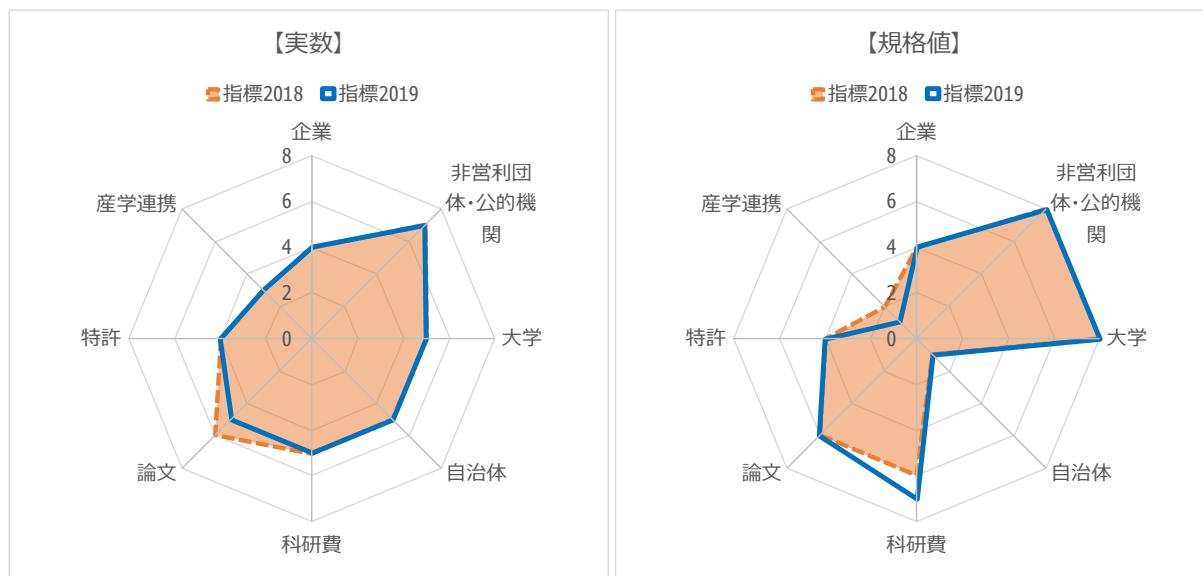 【実数】
指標2018 指標2019
企業
非営利団
体・公的機
関
大学
自治体
科研費
論文
特許
産学連携
8
6
4
2
0
【規格値】
指標2018 指標2019
企業
非営利団
体・公的機
関
大学
自治体
科研費
論文
特許
産学連携
8
6
4
2
0